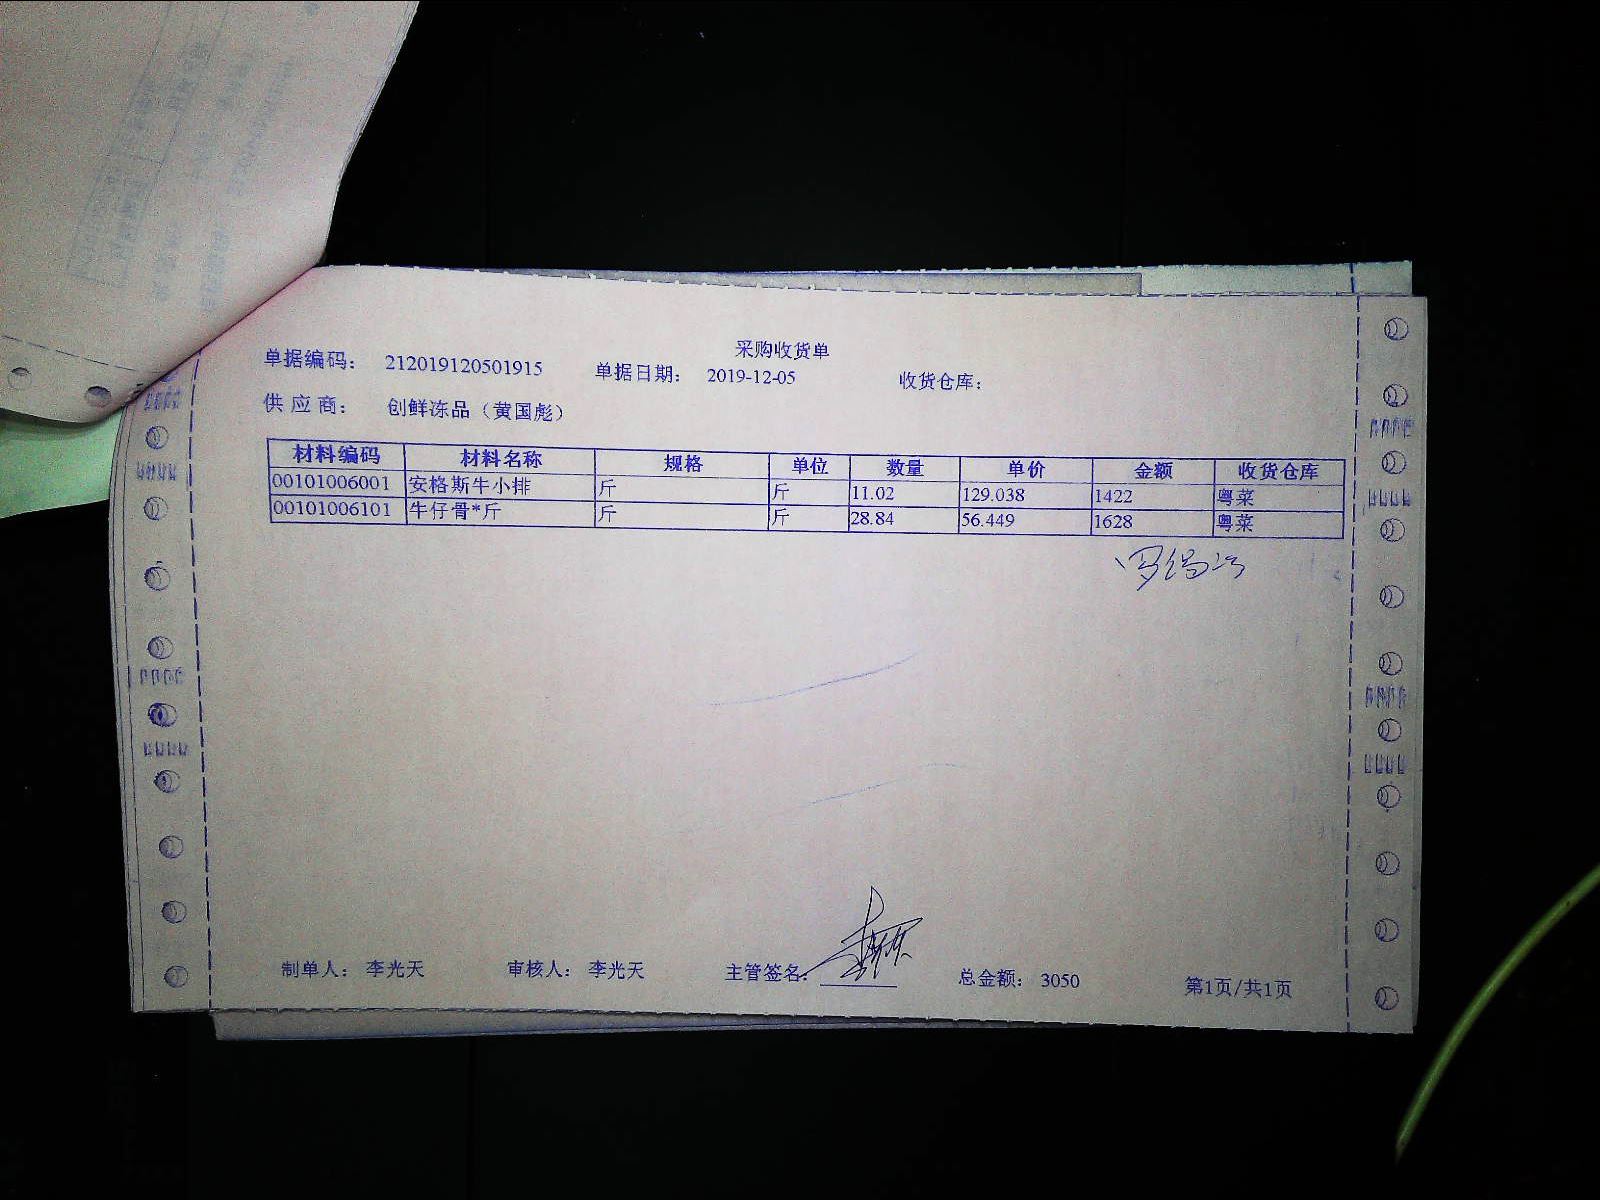 采购收货单
单据编码： 212019120501915 单据日期： 2019-12-05 收货仓库：
供 应 商： 创鲜冻品（黄国彪）
材料编码 材料名称 规格 单位 数量 单价 金额 收货仓库
00101006001 安格斯牛小排 斤 斤 11.02 129.038 1422 粤菜
00101006101 牛仔骨*斤 斤 斤 28.84 56.449 1628 粤菜
制单人： 李光天 审核人： 李光天 主管签名： 总金额： 3050 第1页/共1页